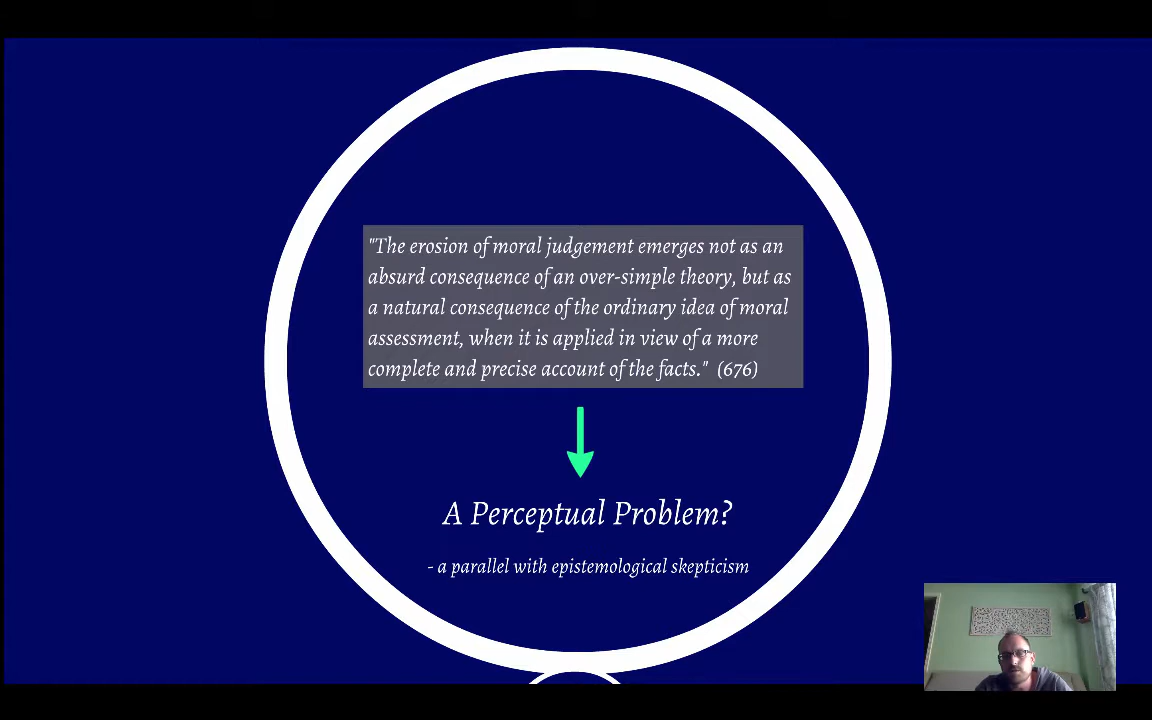 "The erosion of moral judgement emerges not as an
absurd consequence of an over-simple theory, but as
a natural consequence of the ordinary idea of moral
assessment, when it is applied in view of a more
complete and precise account of the facts." (676)
A Perceptual Problem?
- a parallel with epistemological skepticism